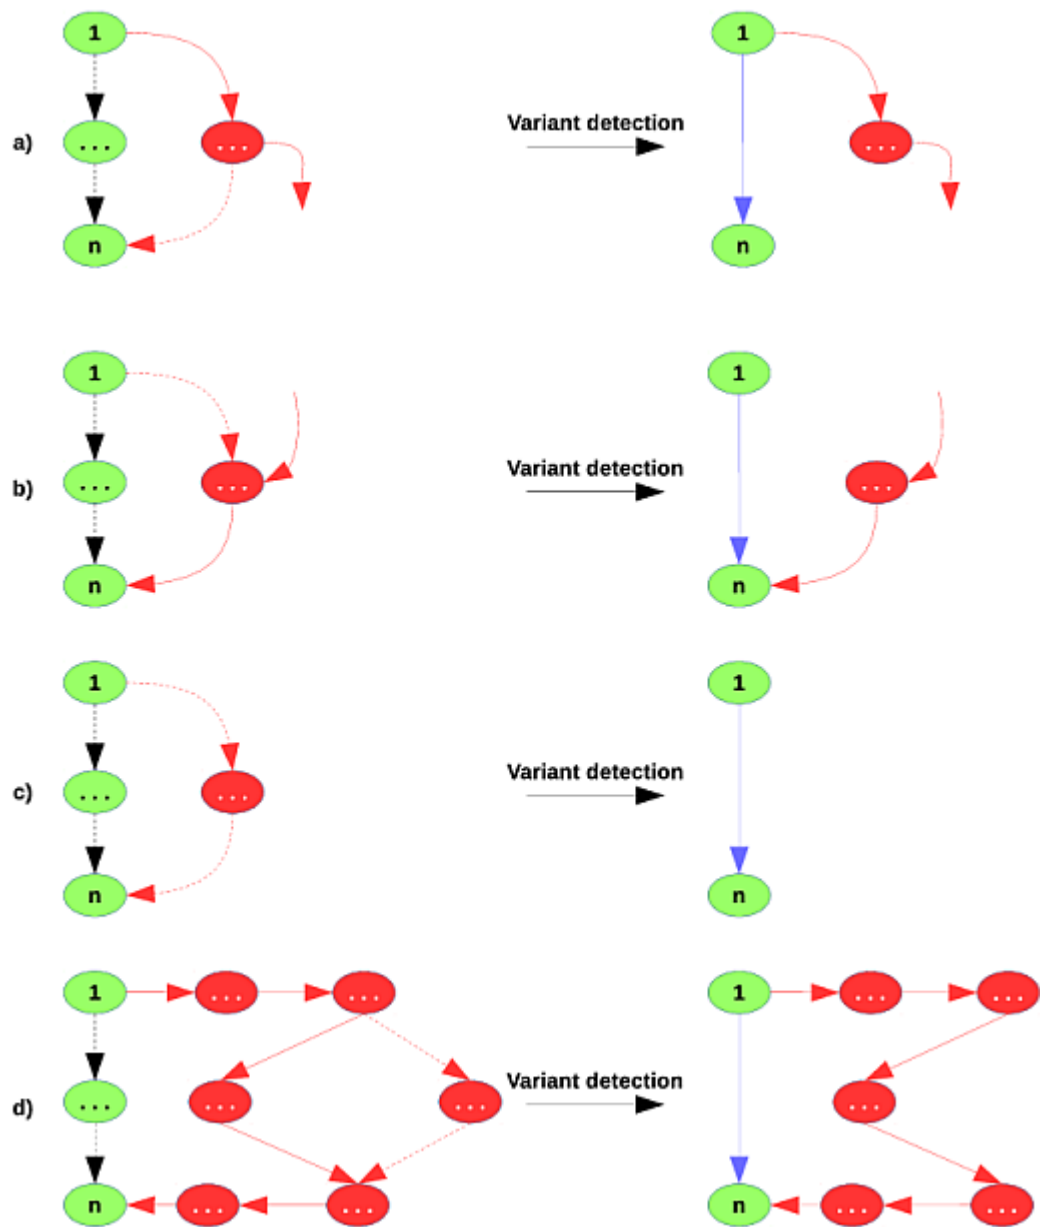 1 1
a) ... ... Variant detection ...
n n
1 1
b) ... ... Variant detection ...
n n
1 1
c) ... ... Variant detection
n n
1 ... ... 1 ... ...
d) ... ... ... Variant detection ...
n ... ... n ... ...